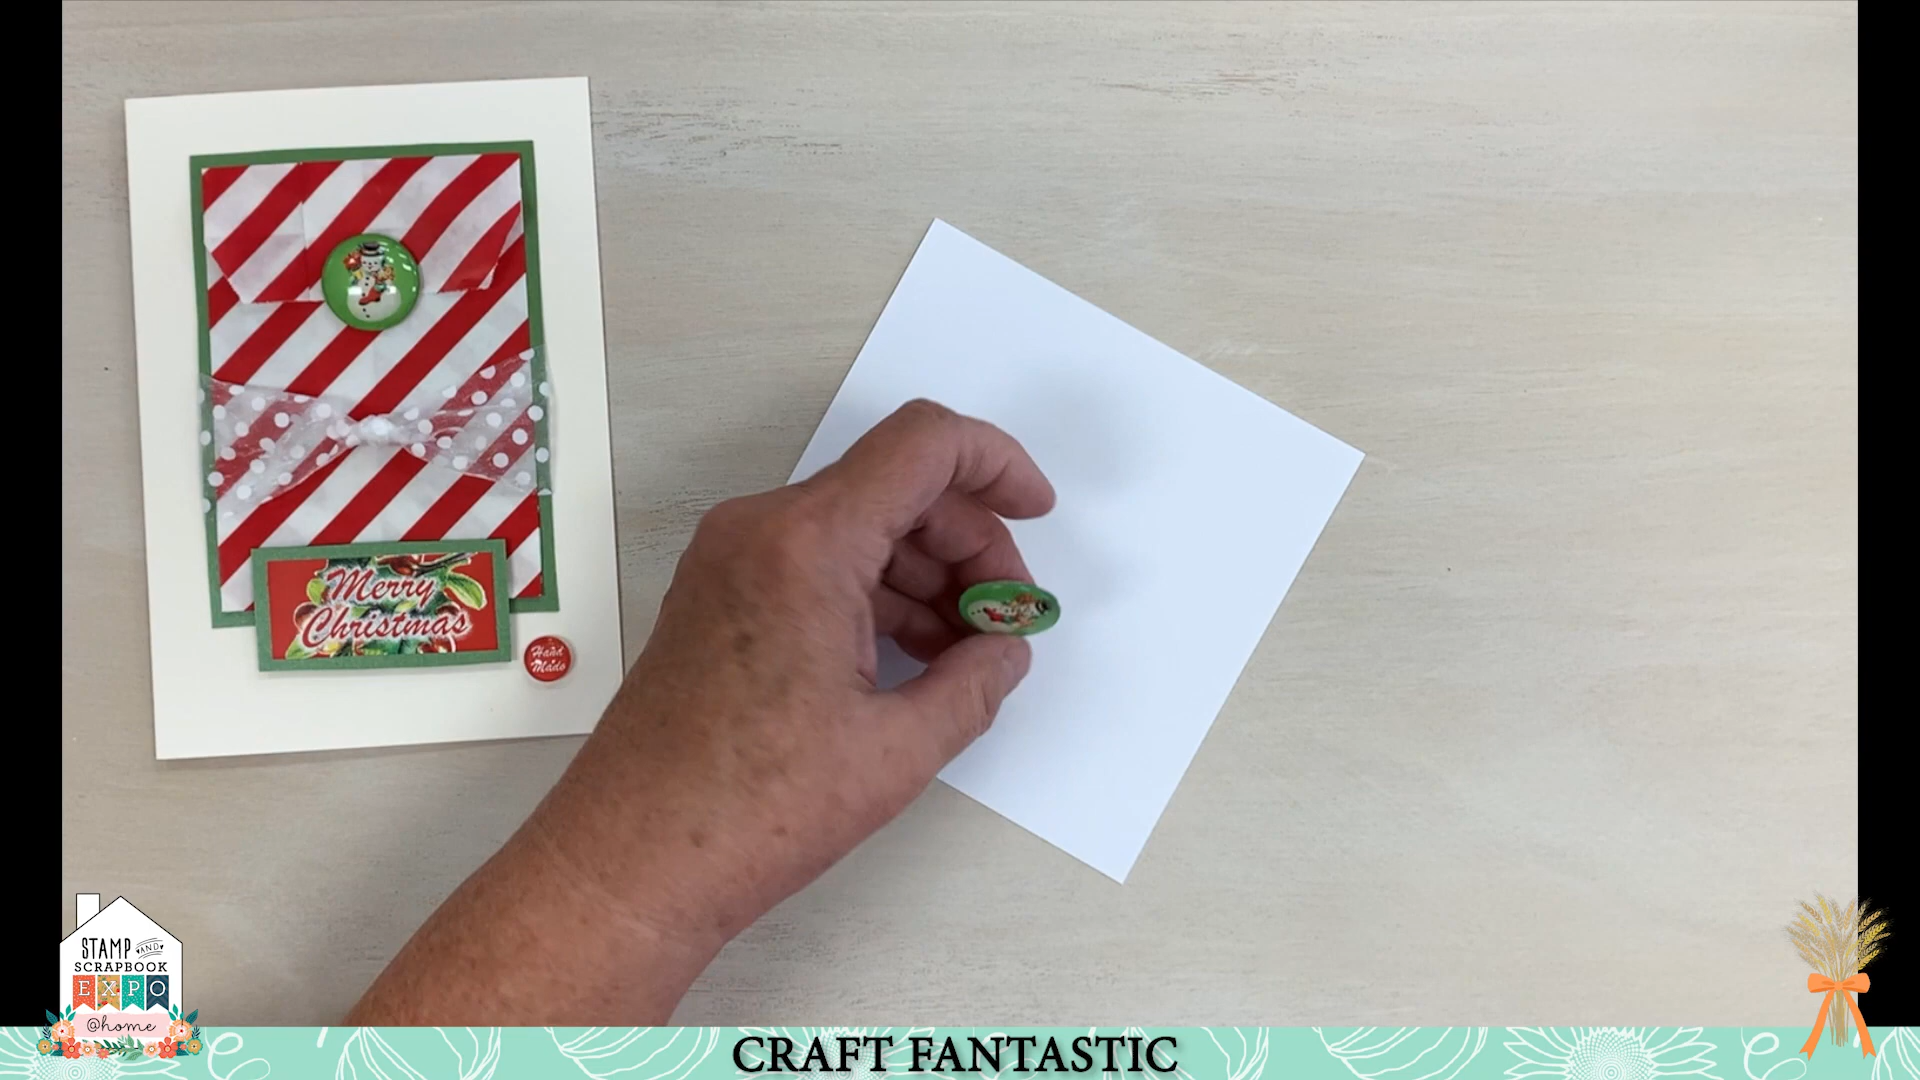 Merry
Christmas
Hand
Made
STAMP AND
SCRAPBOOK
EXPO
@home
CRAFT FANTASTIC